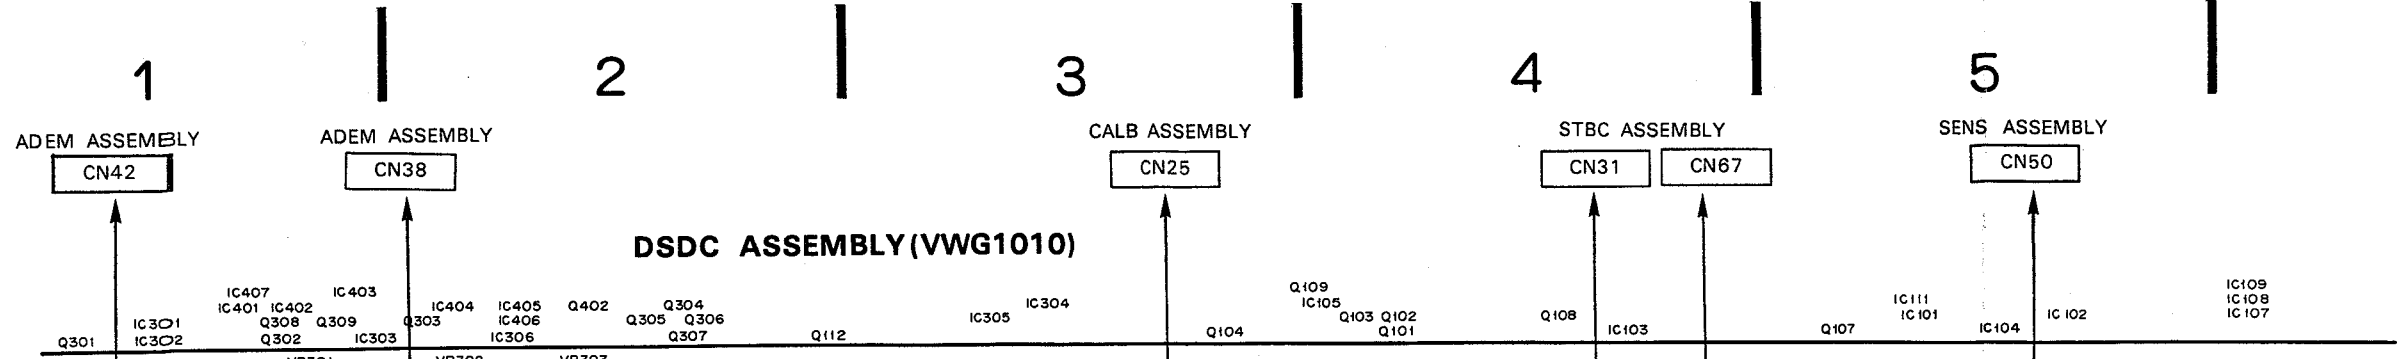 1 2 3 4 5
ADEM ASSEMBLY ADEM ASSEMBLY CALB ASSEMBLY STBC ASSEMBLY SENS ASSEMBLY
CN42 CN38 CN25 CN31 CN67 CN50
DSDC ASSEMBLY(VWG1010)
IC407 IC403 Q109 IC109
IC401 IC402 IC404 IC405 Q402 Q304 IC304 IC105 IC111 IC108
IC301 Q308 Q309 Q303 IC406 Q305 Q306 IC305 Q103 Q102 Q108 IC101 IC102 IC107
Q301 IC302 Q302 IC303 IC306 Q307 Q112 Q104 Q101 IC103 Q107 IC104